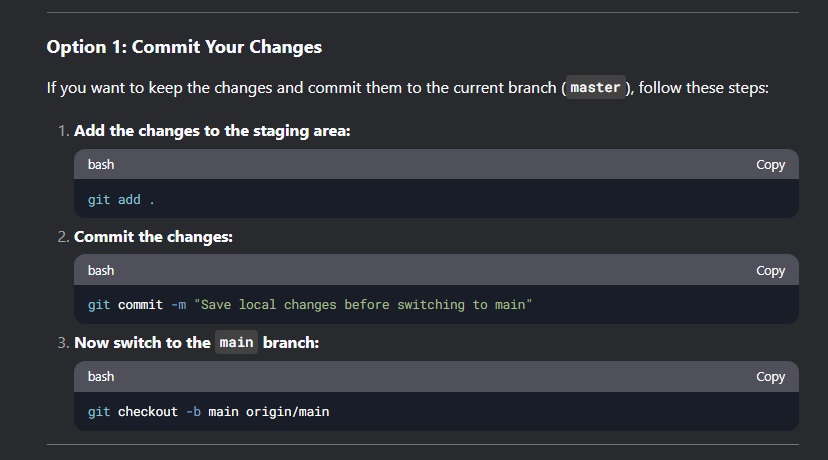 Option 1: Commit Your Changes
If you want to keep the changes and commit them to the current branch (master), follow these steps:
1. Add the changes to the staging area:
bash Copy
git add .
2. Commit the changes:
bash Copy
git commit -m "Save local changes before switching to main"
3. Now switch to the main branch:
bash Copy
git checkout -b main origin/main